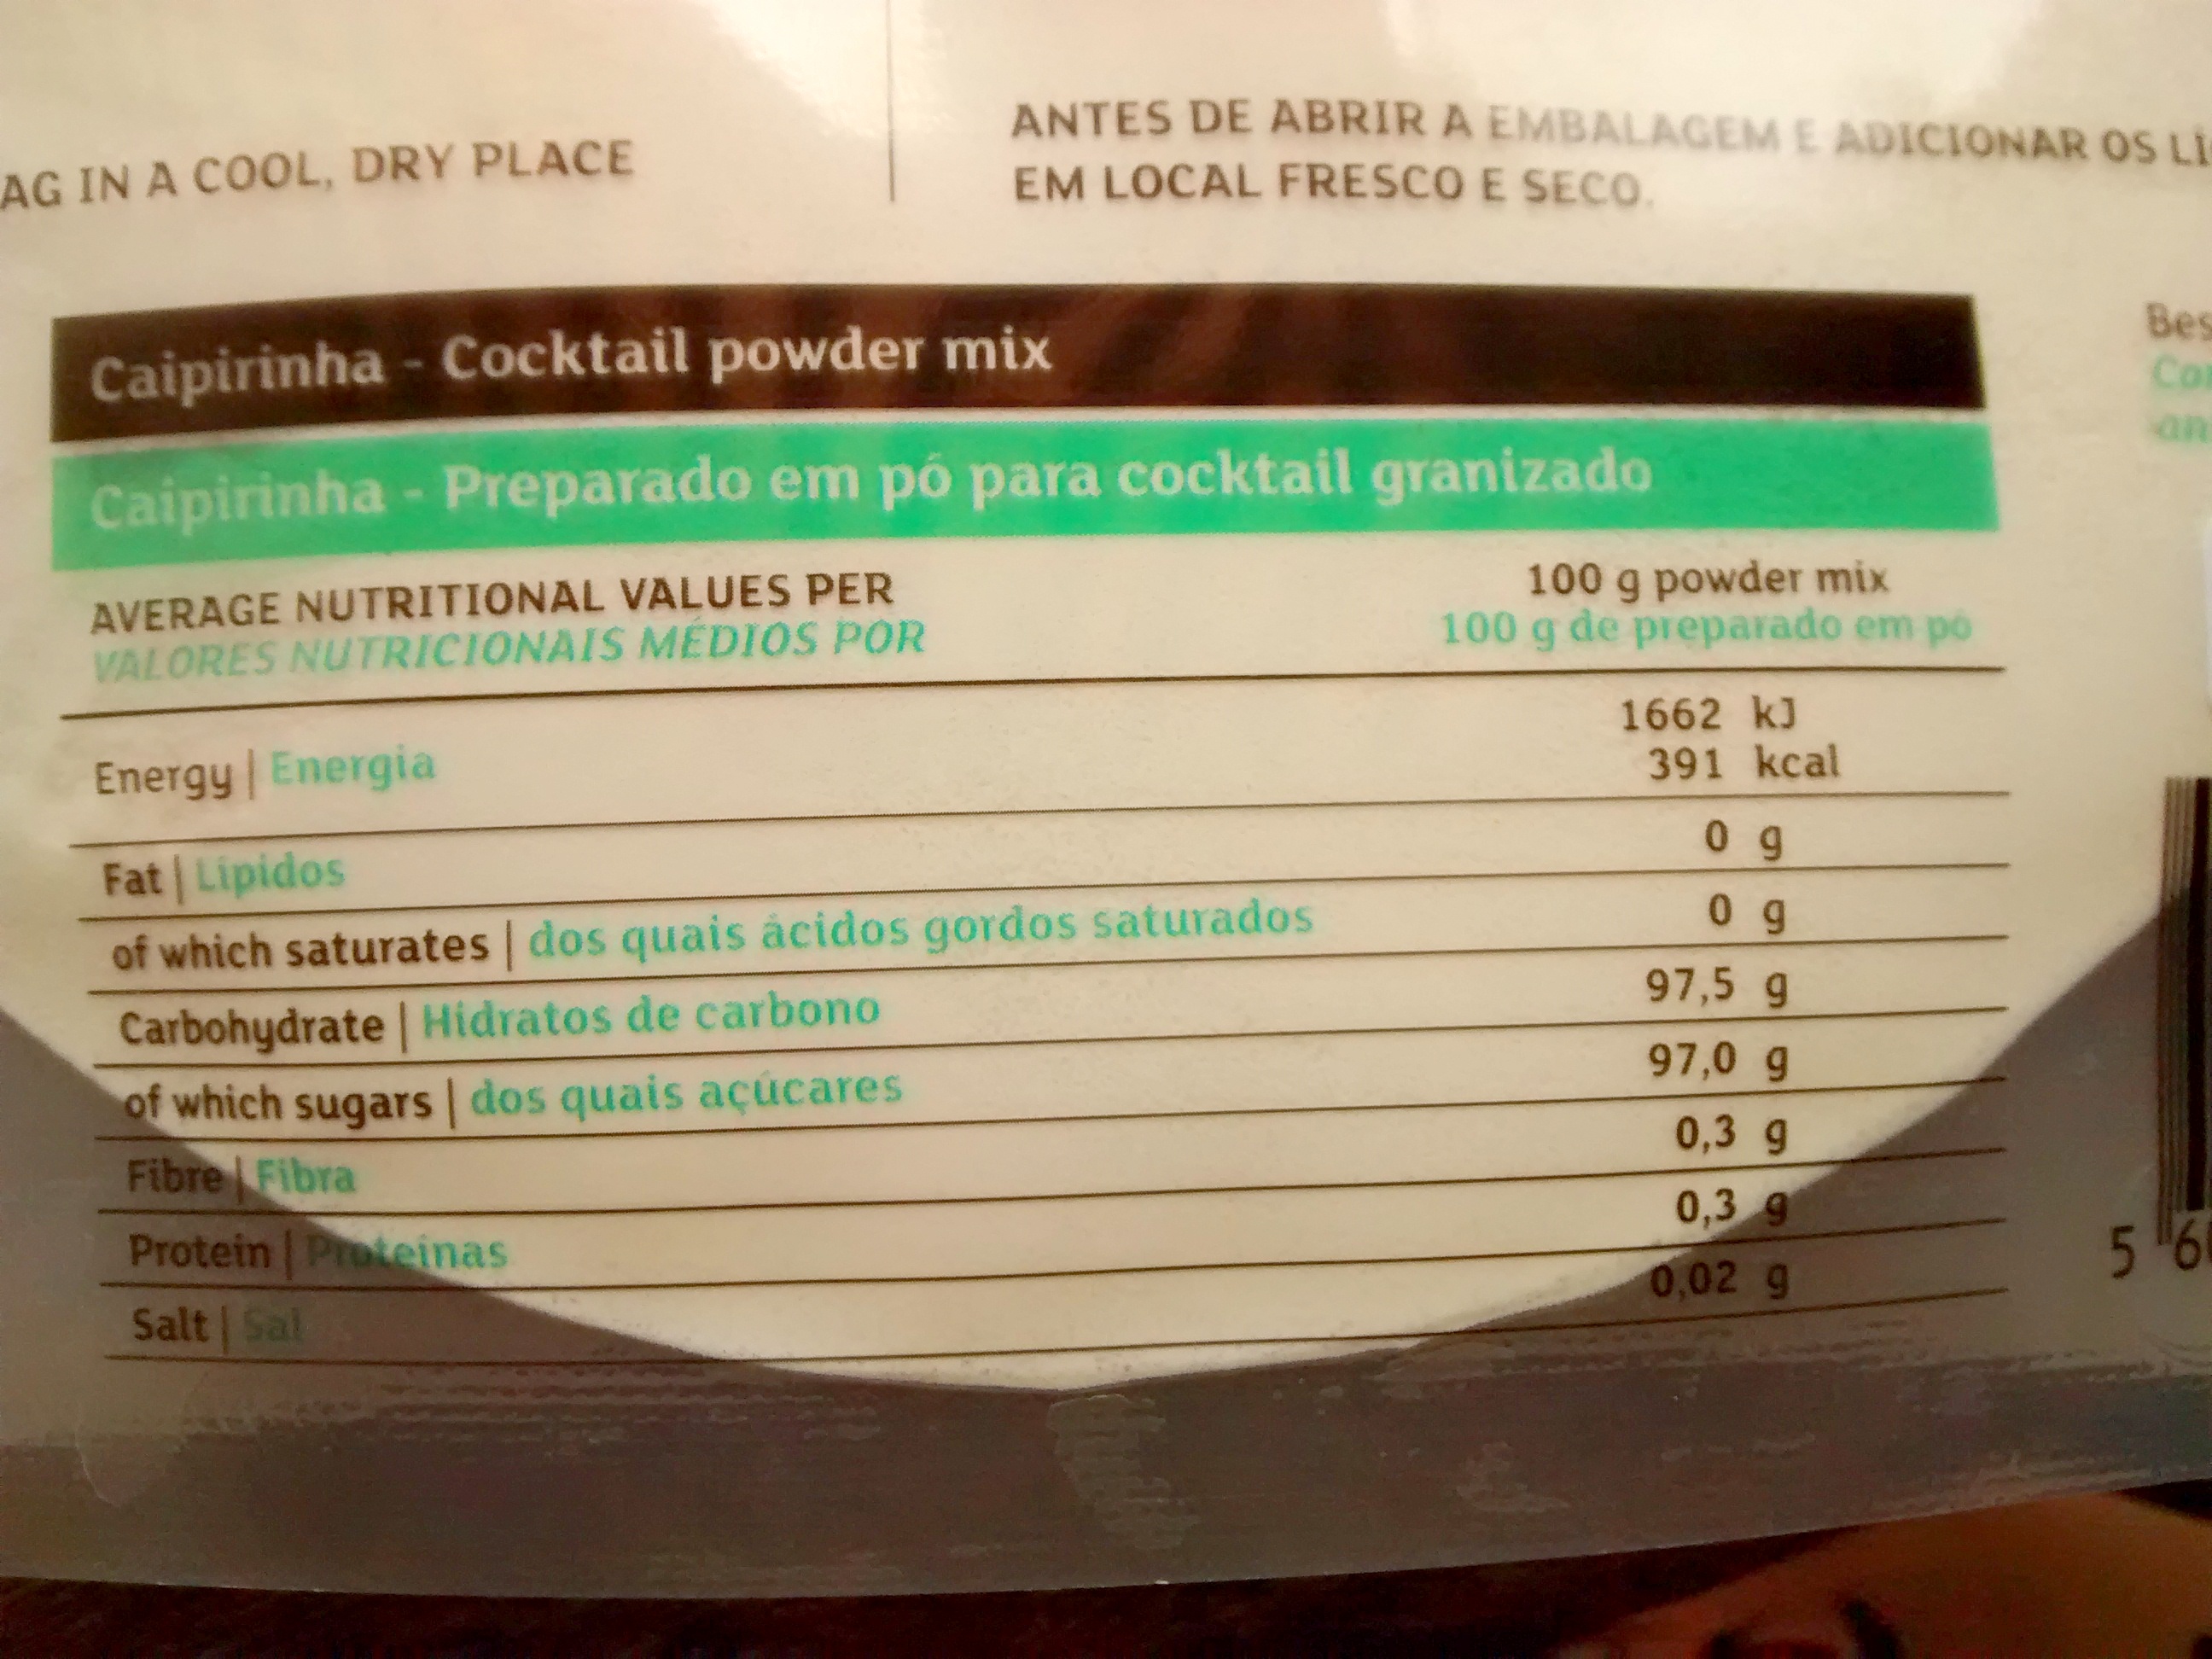 AG IN A COOL, DRY PLACE
ANTES DE ABRIR A EMBALAGEM E ADICIONAR OS
EM LOCAL FRESCO E SECO.
Caipirinha - Cocktail powder mix
Caipirinha - Preparado em pó para cocktail granizado
AVERAGE NUTRITIONAL VALUES PER 100 g powder mix
VALORES NUTRICIONAIS MÉDIOS POR 100 g de preparado em pó
Energy | Energia 1662 kJ
391 kcal
Fat | Lípidos 0 g
of which saturates | dos quais ácidos gordos saturados 0 g
Carbohydrate | Hidratos de carbono 97,5 g
of which sugars | dos quais açúcares 97,0 g
Fibre | Fibra 0,3 g
Protein | Proteínas 0,3 g
Salt | Sal 0,02 g
Bes
5